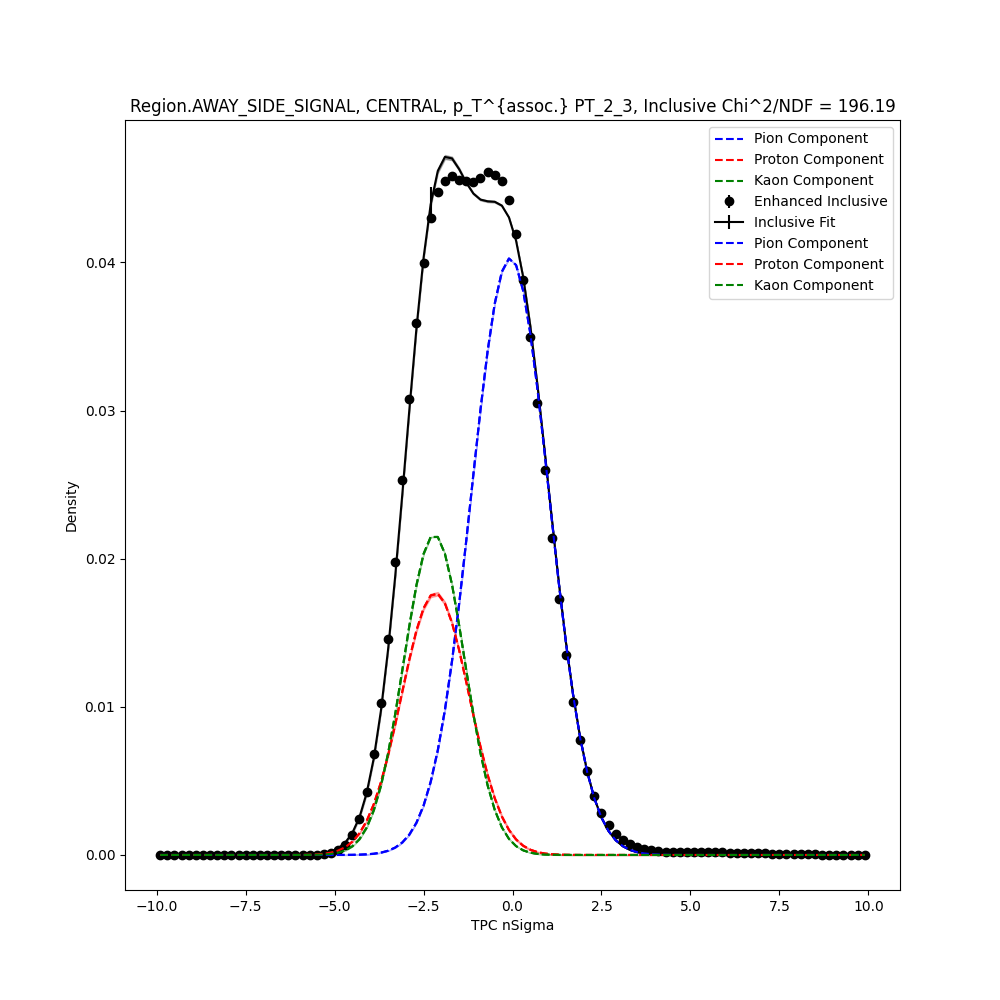 Region.AWAY_SIDE_SIGNAL, CENTRAL, p_T^{assoc.} PT_2_3, Inclusive Chi^2/NDF = 196.19
Pion Component
Proton Component
Kaon Component
Enhanced Inclusive
Inclusive Fit
Pion Component
Proton Component
Kaon Component
0.04
0.03
0.02
0.01
0.00
Density
−10.0 −7.5 −5.0 −2.5 0.0 2.5 5.0 7.5 10.0
TPC nSigma